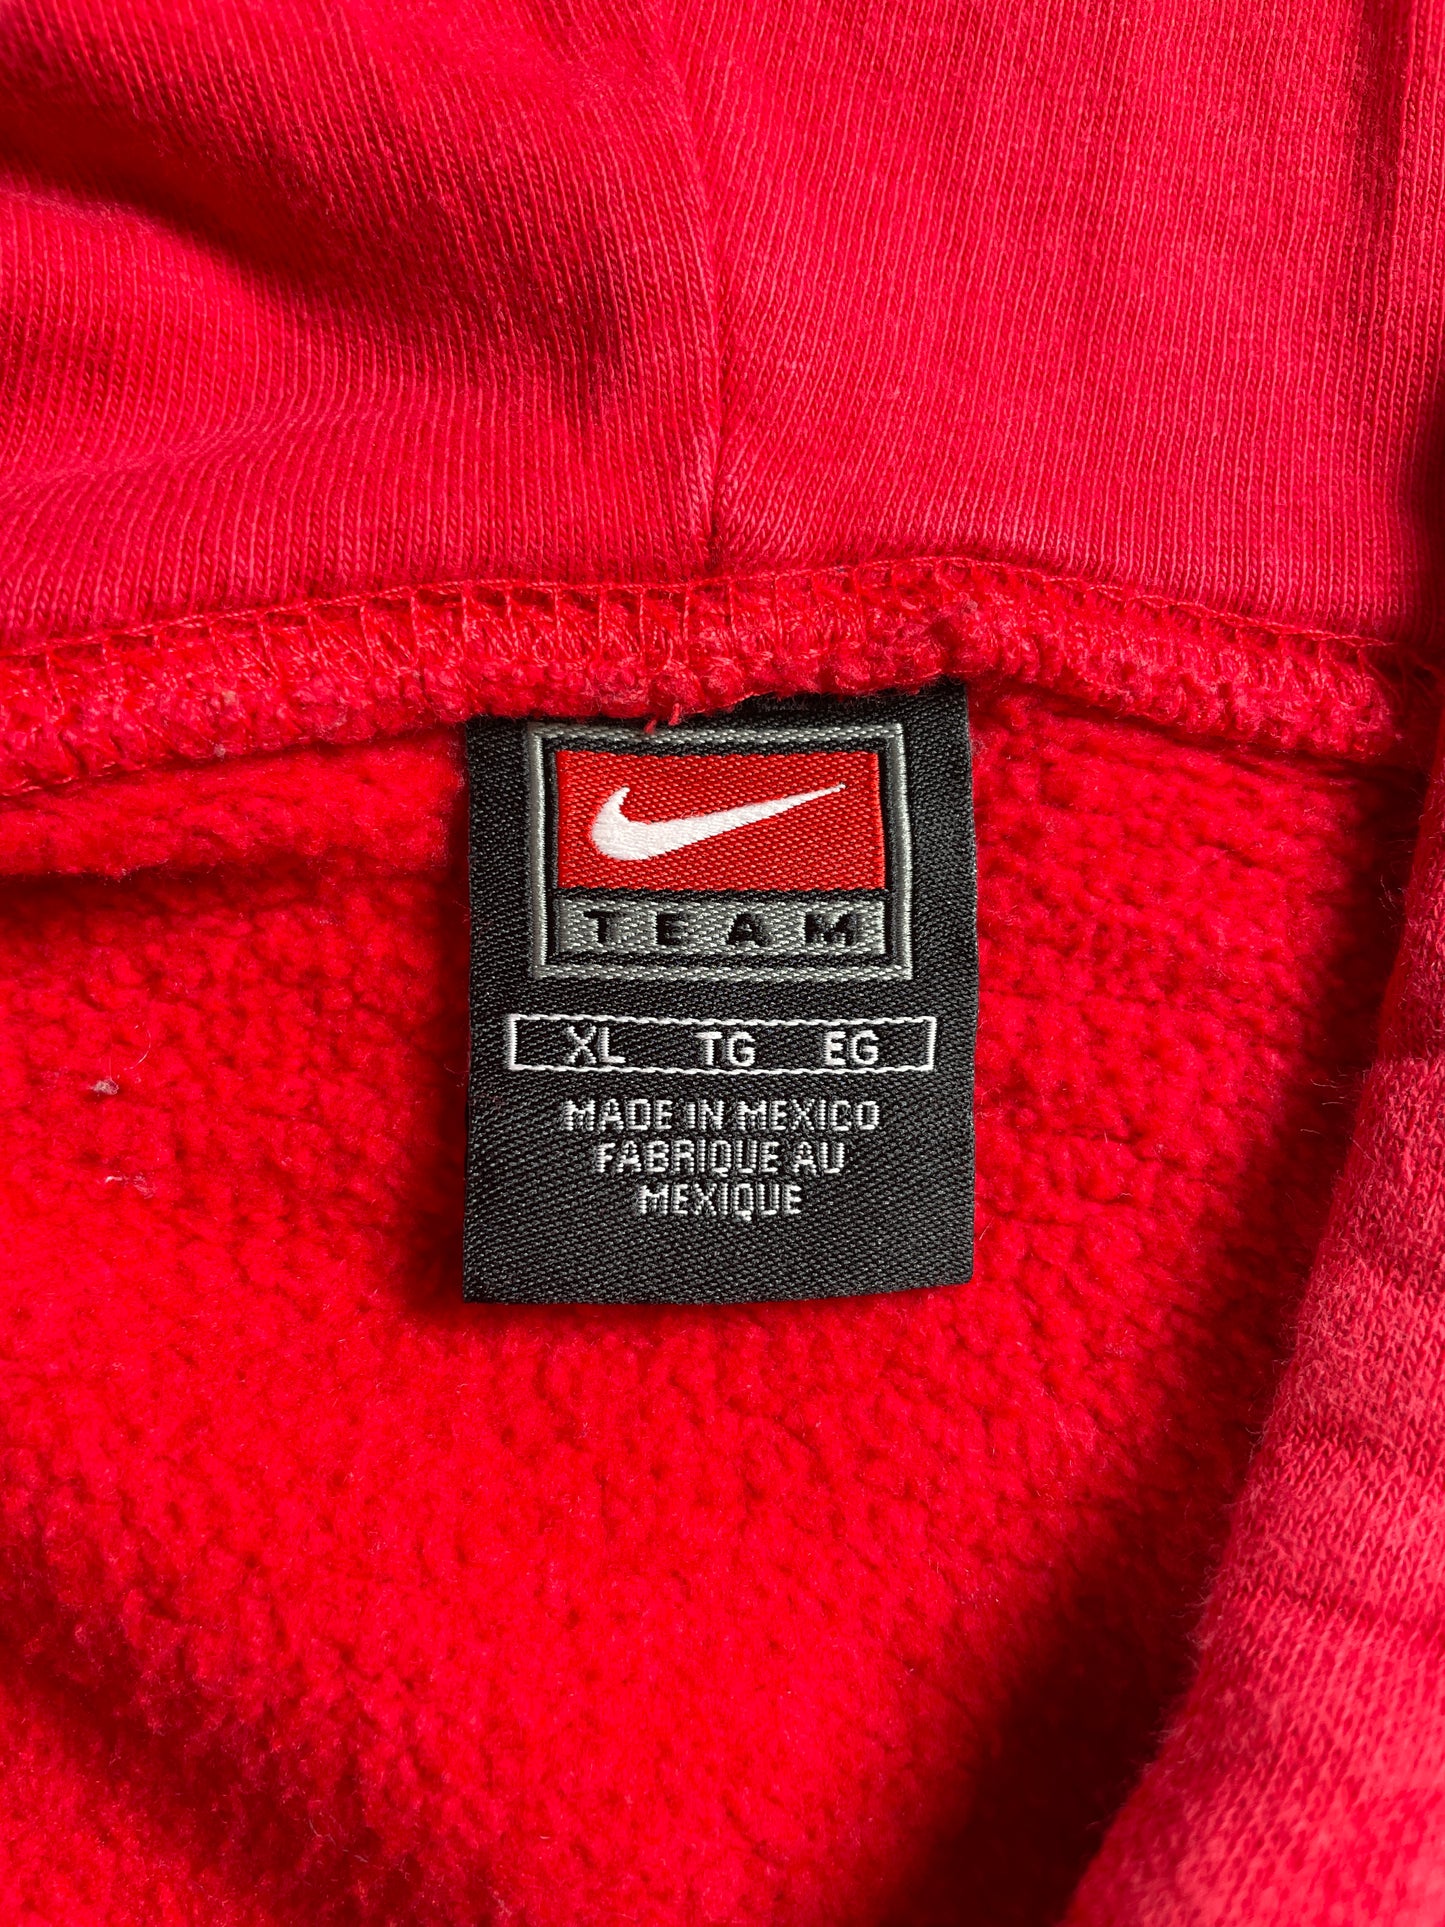 TEAM
XL TG EG
MADE IN MEXICO
FABRIQUE AU
MEXIQUE